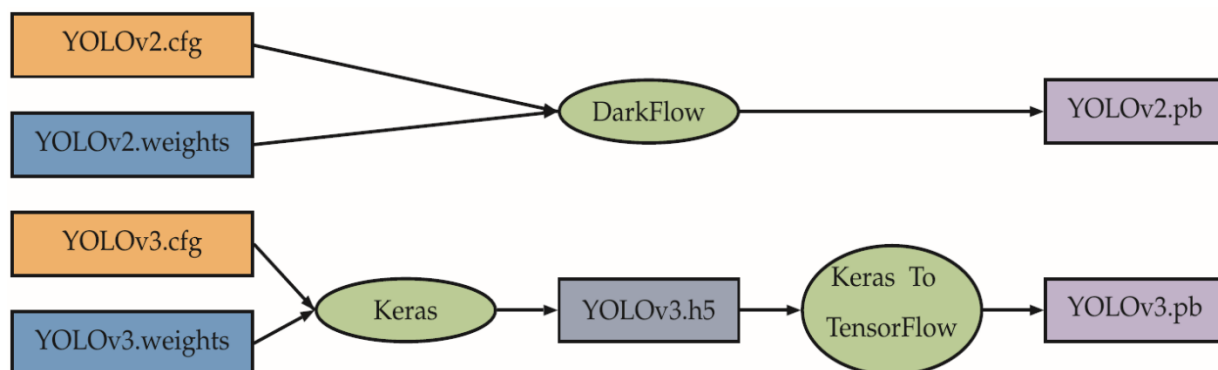 YOLOv2.cfg
YOLOv2.weights
DarkFlow
YOLOv2.pb
YOLOv3.cfg
YOLOv3.weights
Keras
YOLOv3.h5
Keras To
TensorFlow
YOLOv3.pb